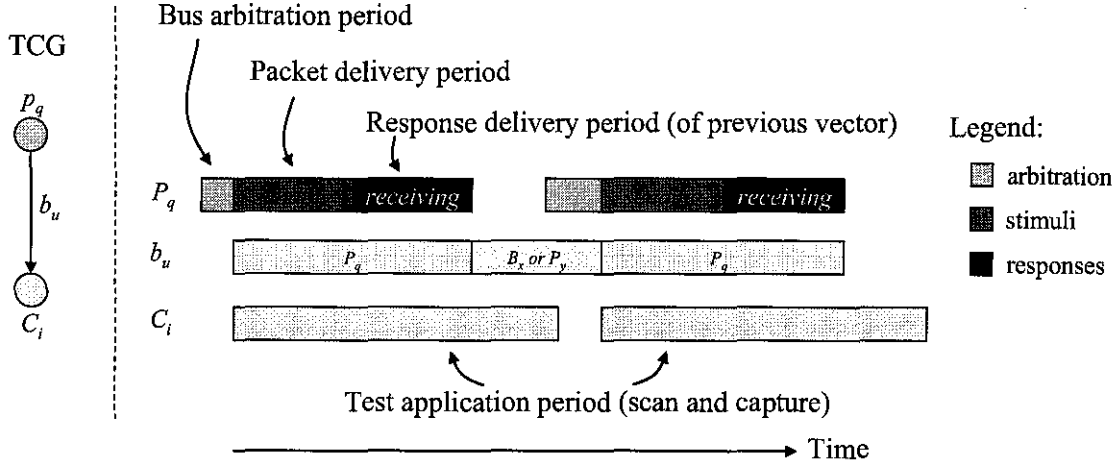 Bus arbitration period
TCG
Packet delivery period
p_q
Response delivery period (of previous vector)
Legend:
P_q receiving receiving
arbitration
b_u
stimuli
b_u P_q B_x or P_y P_q
responses
C_i
C_i
Test application period (scan and capture)
Time